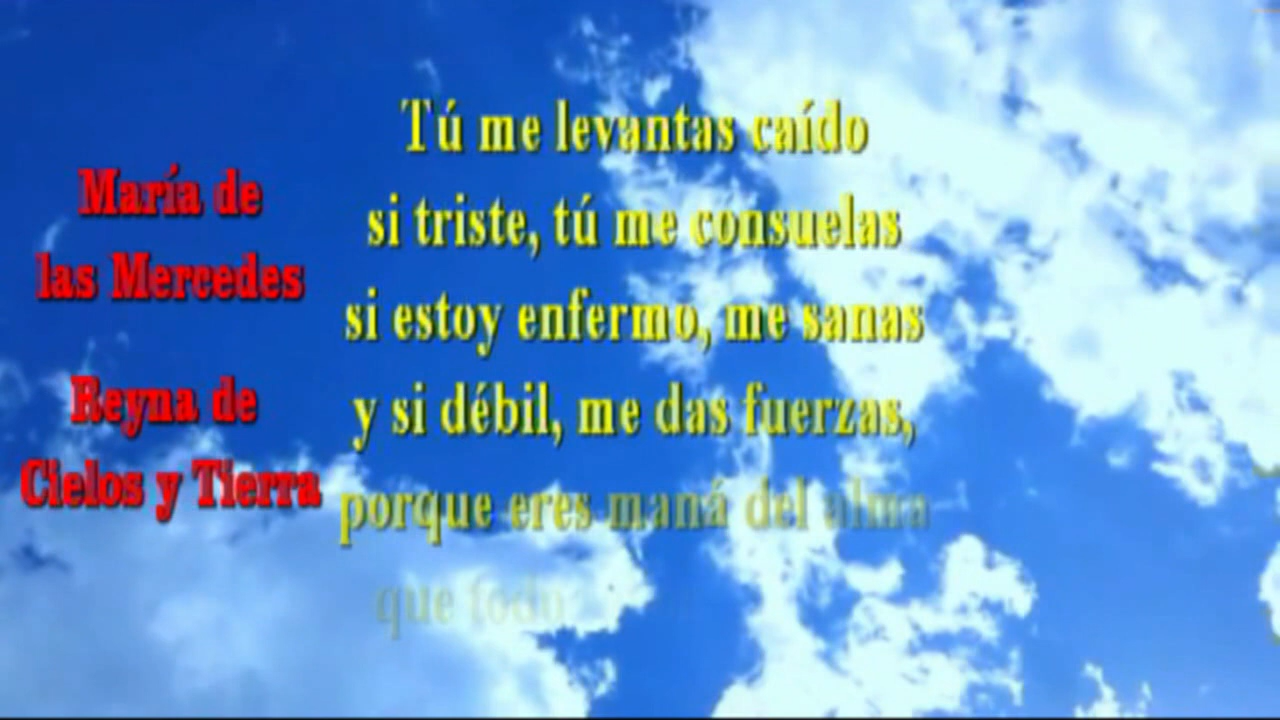 María de
las Mercedes
Reyna de
Cielos y Tierra
Tú me levantas caído
si triste, tú me consuelas
si estoy enfermo, me sanas
y si débil, me das fuerzas,
porque eres maná del alma
que todo